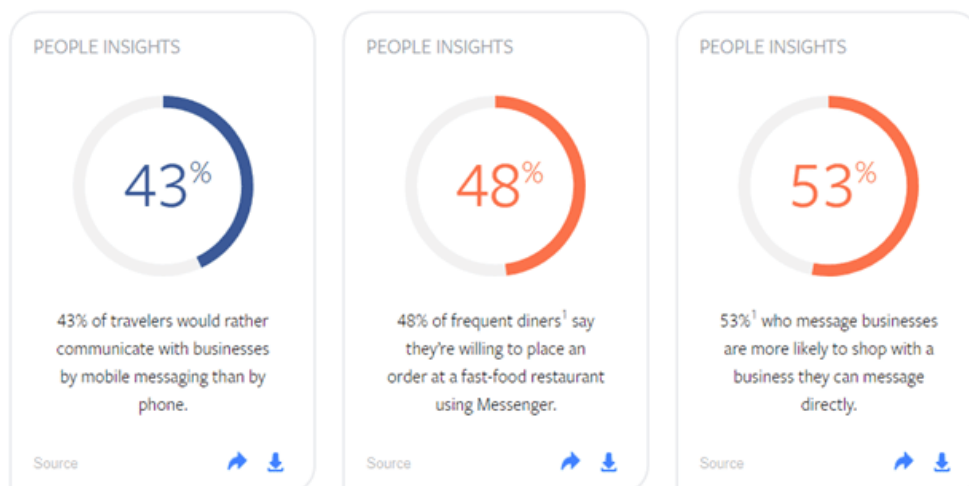 PEOPLE INSIGHTS
43%
43% of travelers would rather
communicate with businesses
by mobile messaging than by
phone.
Source
PEOPLE INSIGHTS
48%
48% of frequent diners¹ say
they're willing to place an
order at a fast-food restaurant
using Messenger.
Source
PEOPLE INSIGHTS
53%
53%¹ who message businesses
are more likely to shop with a
business they can message
directly.
Source